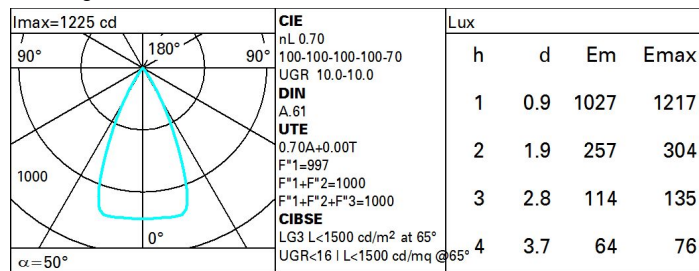 Imax=1225 cd
90° 180° 90°
1000
0°
α=50°
CIE
nL 0.70
100-100-100-100-70
UGR 10.0-10.0
DIN
A.61
UTE
0.70A+0.00T
F"1=997
F"1+F"2=1000
F"1+F"2+F"3=1000
CIBSE
LG3 L<1500 cd/m² at 65°
UGR<16 | L<1500 cd/mq @65°
Lux
h d Em Emax
1 0.9 1027 1217
2 1.9 257 304
3 2.8 114 135
4 3.7 64 76